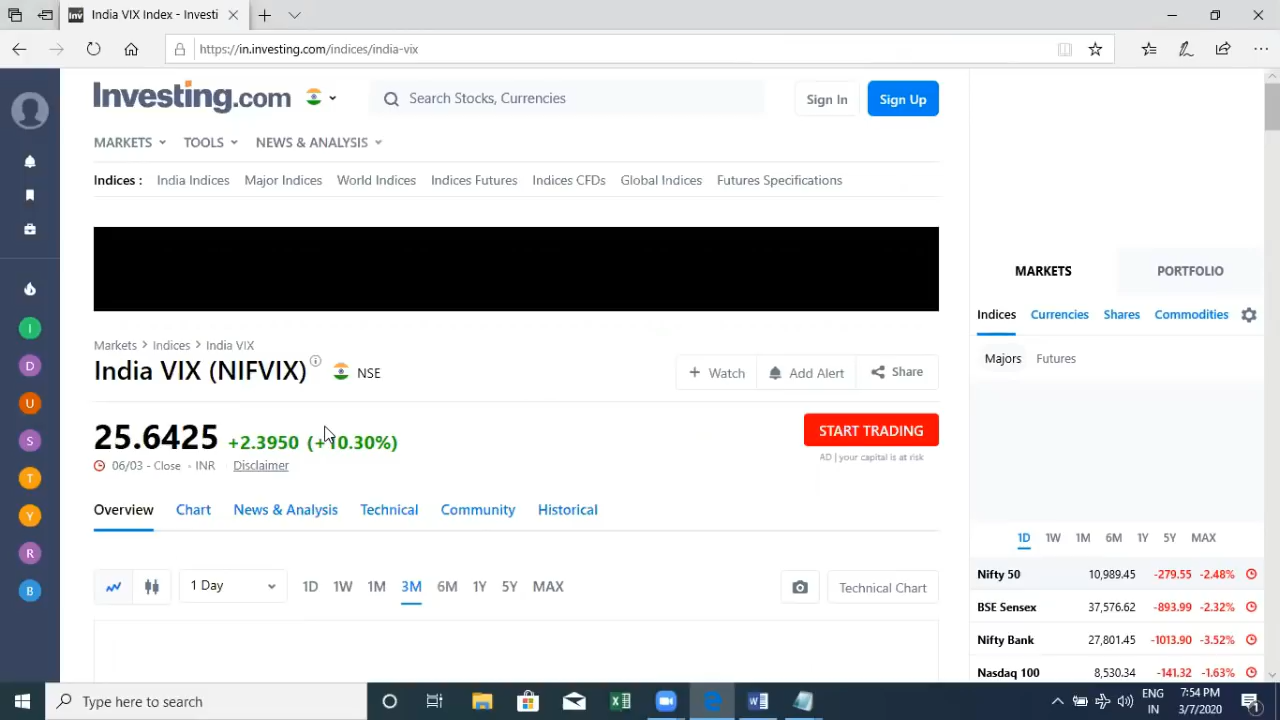 India VIX Index - Investi
https://in.investing.com/indices/india-vix
Investing.com
Search Stocks, Currencies
Sign In
Sign Up
MARKETS
TOOLS
NEWS & ANALYSIS
Indices :
India Indices
Major Indices
World Indices
Indices Futures
Indices CFDs
Global Indices
Futures Specifications
Markets > Indices > India VIX
India VIX (NIFVIX)
NSE
+ Watch
Add Alert
Share
25.6425 +2.3950 (+10.30%)
06/03 - Close - INR
Disclaimer
START TRADING
AD | your capital is at risk
Overview
Chart
News & Analysis
Technical
Community
Historical
1 Day
1D
1W
1M
3M
6M
1Y
5Y
MAX
Technical Chart
MARKETS
PORTFOLIO
Indices
Currencies
Shares
Commodities
Majors
Futures
1D
1W
1M
6M
1Y
5Y
MAX
Nifty 50 10,989.45 -279.55 -2.48%
BSE Sensex 37,576.62 -893.99 -2.32%
Nifty Bank 27,801.45 -1013.90 -3.52%
Nasdaq 100 8,530.34 -141.32 -1.63%
I
D
U
S
T
Y
R
B
Type here to search
ENG
IN
7:54 PM
3/7/2020
1